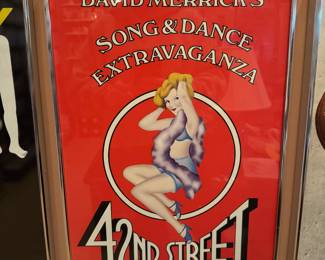 DAVID MERRICK'S
SONG & DANCE
EXTRAVAGANZA
42ND STREET